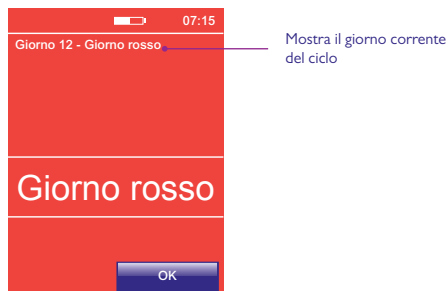 07:15
Giorno 12 - Giorno rosso
Mostra il giorno corrente
del ciclo
Giorno rosso
OK